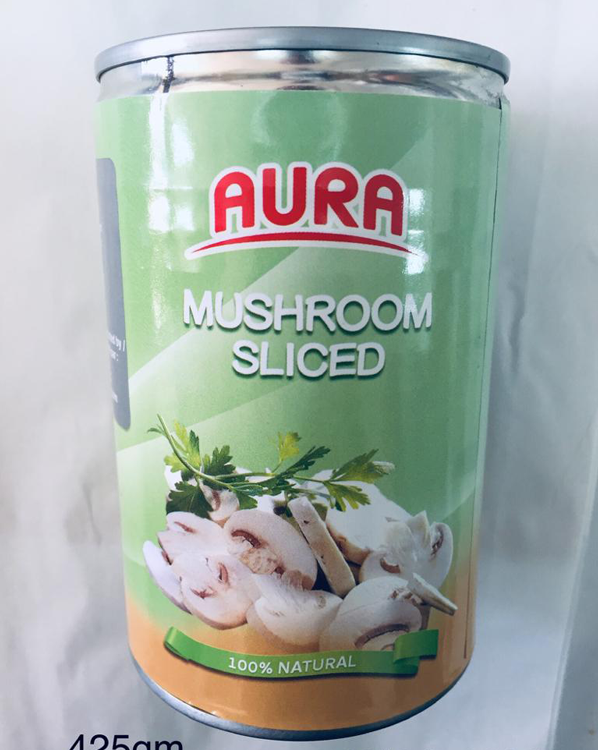 AURA
MUSHROOM
SLICED
100% NATURAL
425gm